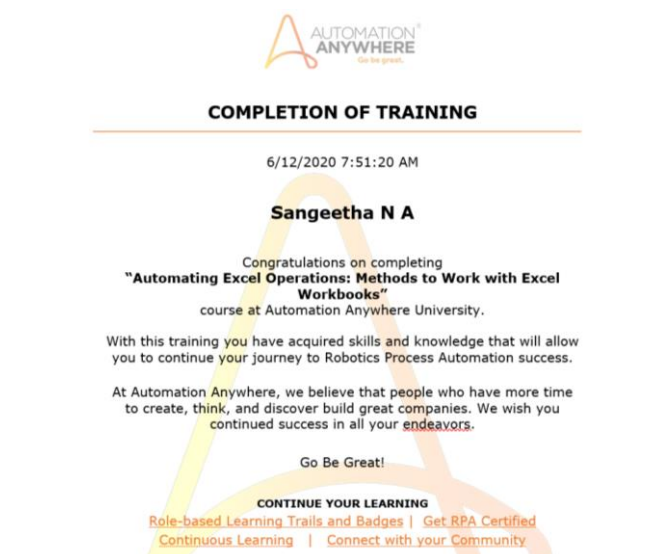 AUTOMATION®
ANYWHERE
Go be great.
COMPLETION OF TRAINING
6/12/2020 7:51:20 AM
Sangeetha N A
Congratulations on completing
“Automating Excel Operations: Methods to Work with Excel
Workbooks”
course at Automation Anywhere University.
With this training you have acquired skills and knowledge that will allow
you to continue your journey to Robotics Process Automation success.
At Automation Anywhere, we believe that people who have more time
to create, think, and discover build great companies. We wish you
continued success in all your endeavors.
Go Be Great!
CONTINUE YOUR LEARNING
Role-based Learning Trails and Badges | Get RPA Certified
Continuous Learning | Connect with your Community